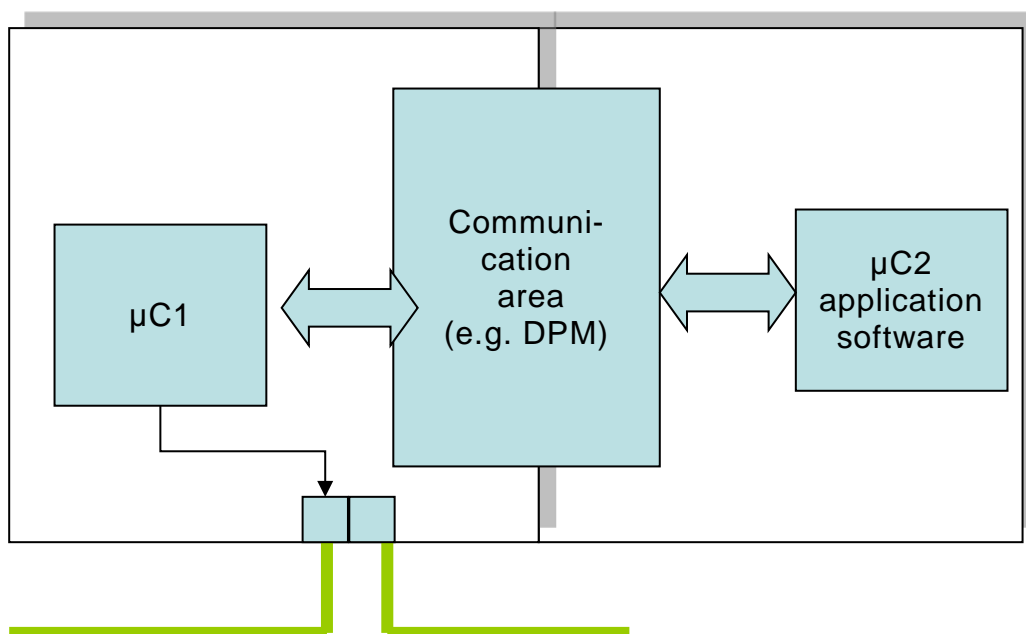 µC1
Communi-
cation
area
(e.g. DPM)
µC2
application
software